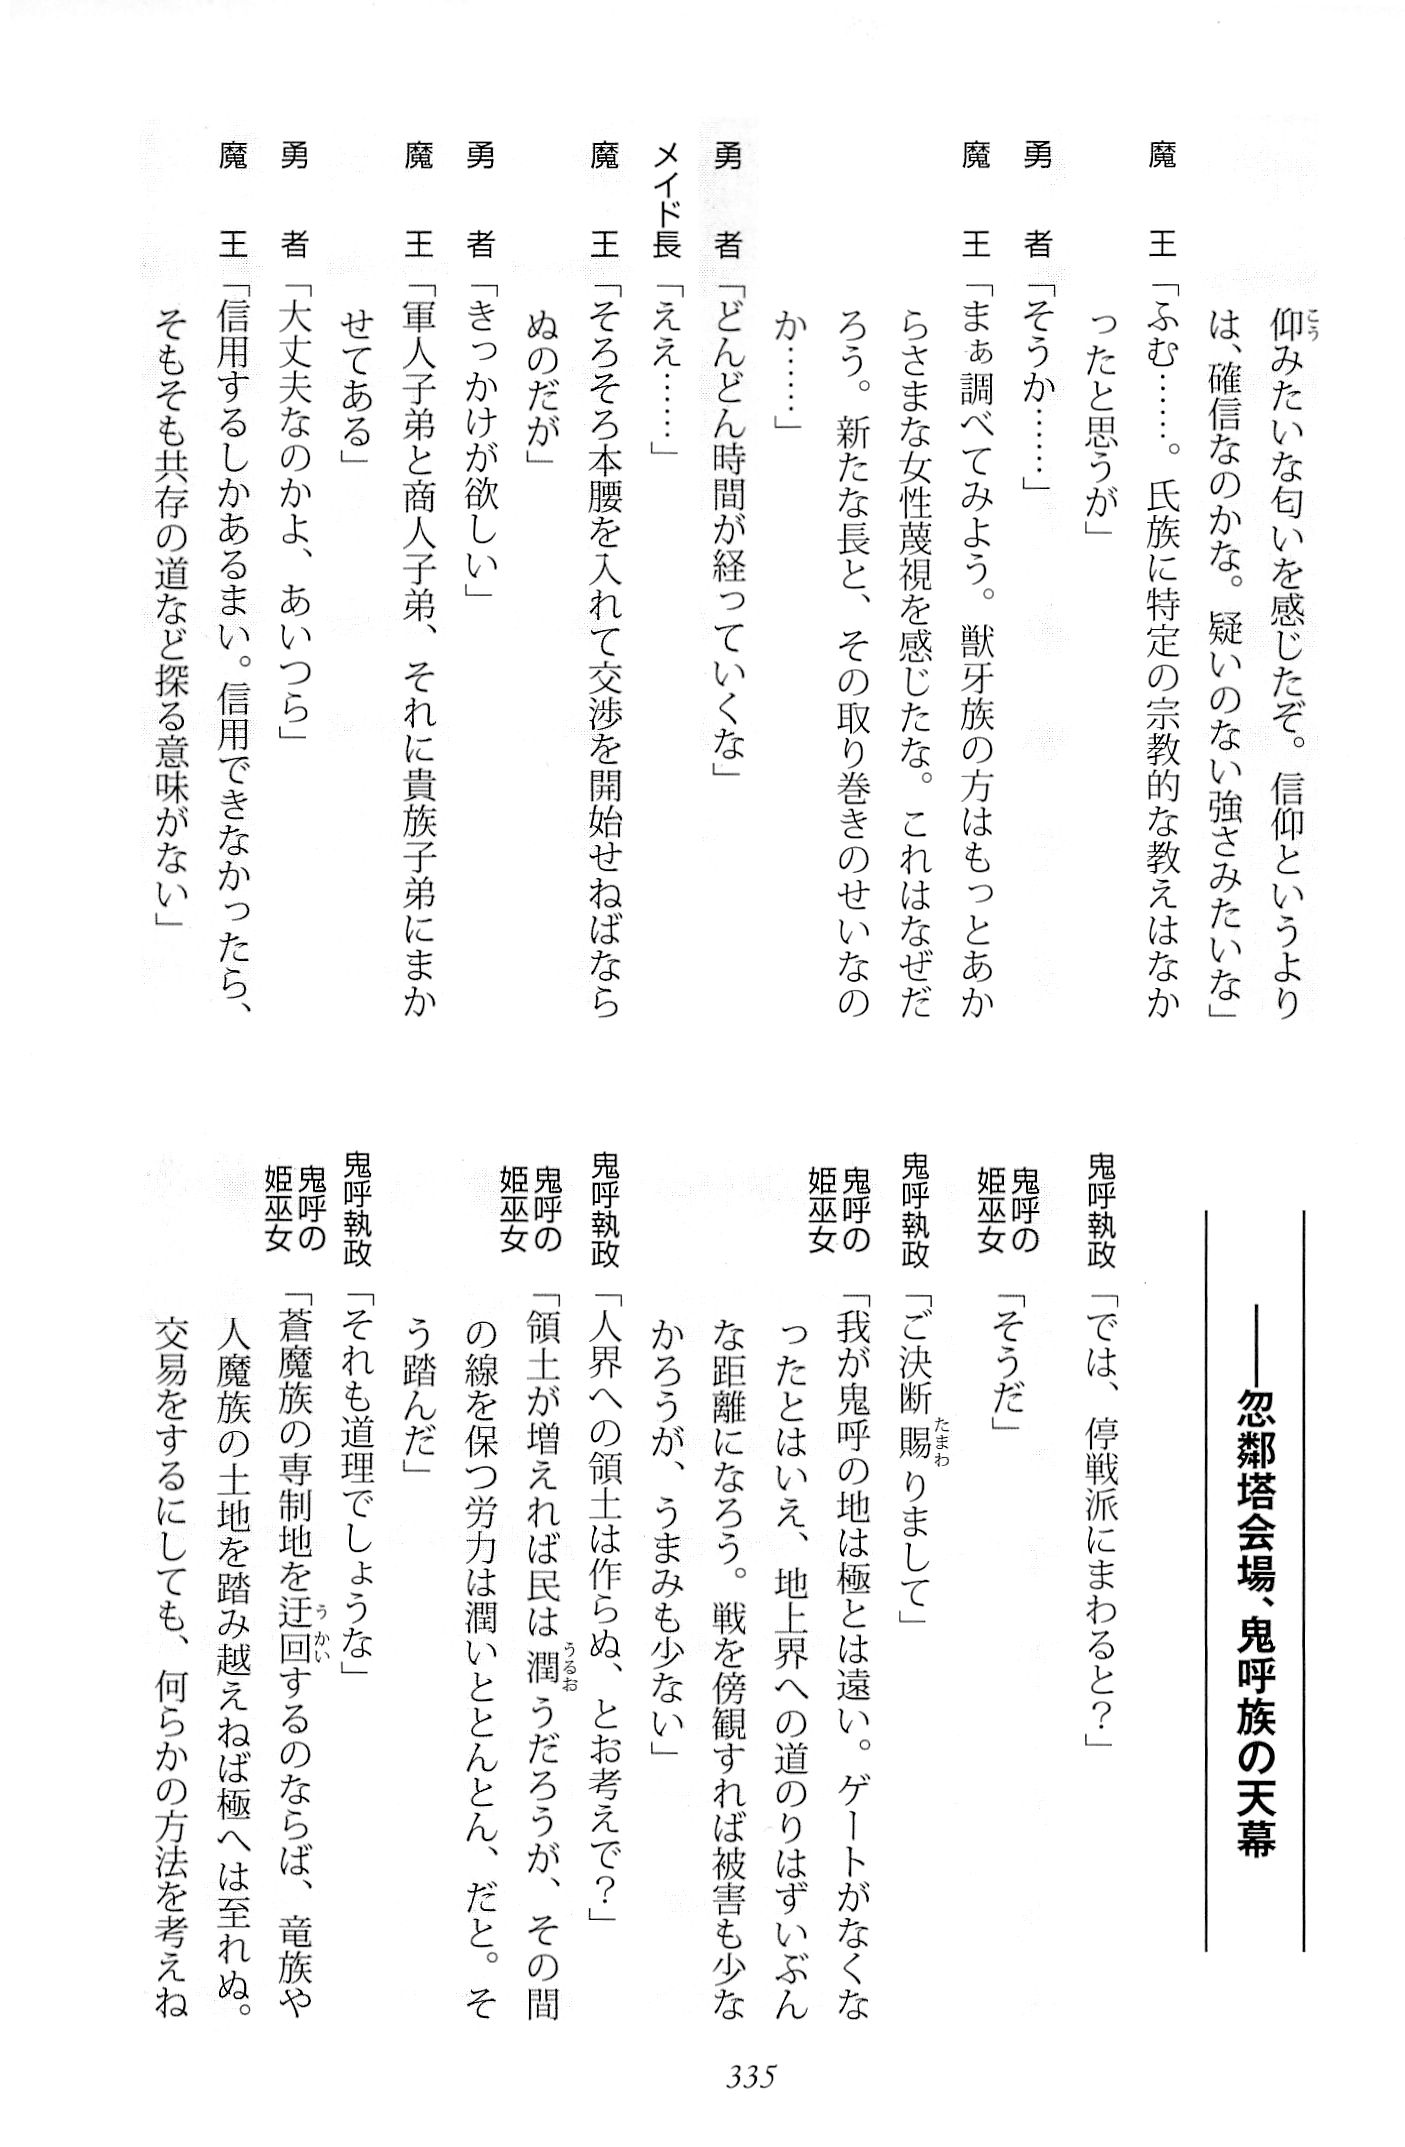 仰みたいな匂いを感じたぞ。信仰というより
は、確信なのかな。疑いのない強さみたいな」
魔　王「ふむ……。氏族に特定の宗教的な教えはなか
ったと思うが」
勇　者「そうか……」
魔　王「まぁ調べてみよう。獣牙族の方はもっとあか
らさまな女性蔑視を感じたな。これはなぜだ
ろう。新たな長と、その取り巻きのせいなの
か……」
勇　者「どんどん時間が経っていくな」
メイド長「ええ……」
魔　王「そろそろ本腰を入れて交渉を開始せねばなら
ぬのだが」
勇　者「きっかけが欲しい」
魔　王「軍人子弟と商人子弟、それに貴族子弟にまか
せてある」
勇　者「大丈夫なのかよ、あいつら」
魔　王「信用するしかあるまい。信用できなかったら、
そもそも共存の道など探る意味がない」
――忽鄰塔会場、鬼呼族の天幕
鬼呼執政「では、停戦派にまわると？」
鬼呼の姫巫女「そうだ」
鬼呼執政「ご決断賜りまして」
鬼呼の姫巫女「我が鬼呼の地は極とは遠い。ゲートがなくな
ったとはいえ、地上界への道のりはずいぶん
な距離になろう。戦を傍観すれば被害も少な
かろうが、うまみも少ない」
鬼呼執政「人界への領土は作らぬ、とお考えで？」
鬼呼の姫巫女「領土が増えれば民は潤うだろうが、その間
の線を保つ労力は潤いととんとん、だと。そ
う踏んだ」
鬼呼執政「それも道理でしょうな」
鬼呼の姫巫女「蒼魔族の専制地を迂回するのならば、竜族や
人魔族の土地を踏み越えねば極へは至れぬ。
交易をするにしても、何らかの方法を考えね
335